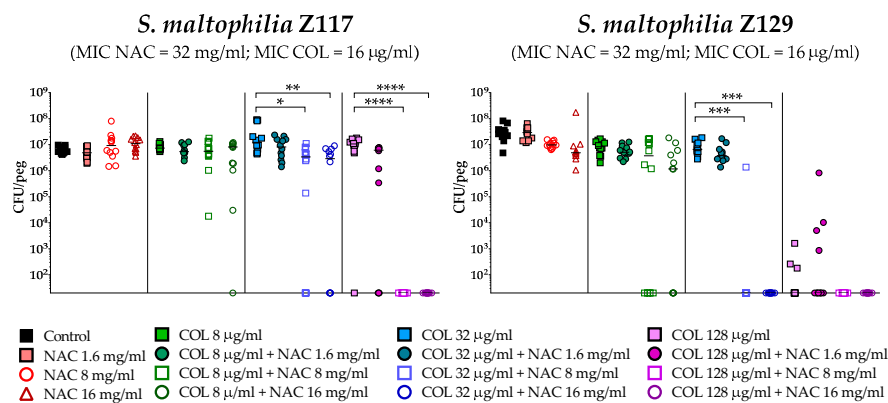 S. maltophilia Z117
(MIC NAC = 32 mg/ml; MIC COL = 16 μg/ml)
CFU/peg
10⁹
10⁸
10⁷
10⁶
10⁵
10⁴
10³
10²
**
*
****
****
S. maltophilia Z129
(MIC NAC = 32 mg/ml; MIC COL = 16 μg/ml)
CFU/peg
10⁹
10⁸
10⁷
10⁶
10⁵
10⁴
10³
10²
***
***
Control
NAC 1.6 mg/ml
NAC 8 mg/ml
NAC 16 mg/ml
COL 8 μg/ml
COL 8 μg/ml + NAC 1.6 mg/ml
COL 8 μg/ml + NAC 8 mg/ml
COL 8 μ/ml + NAC 16 mg/ml
COL 32 μg/ml
COL 32 μg/ml + NAC 1.6 mg/ml
COL 32 μg/ml + NAC 8 mg/ml
COL 32 μg/ml + NAC 16 mg/ml
COL 128 μg/ml
COL 128 μg/ml + NAC 1.6 mg/ml
COL 128 μg/ml + NAC 8 mg/ml
COL 128 μg/ml + NAC 16 mg/ml